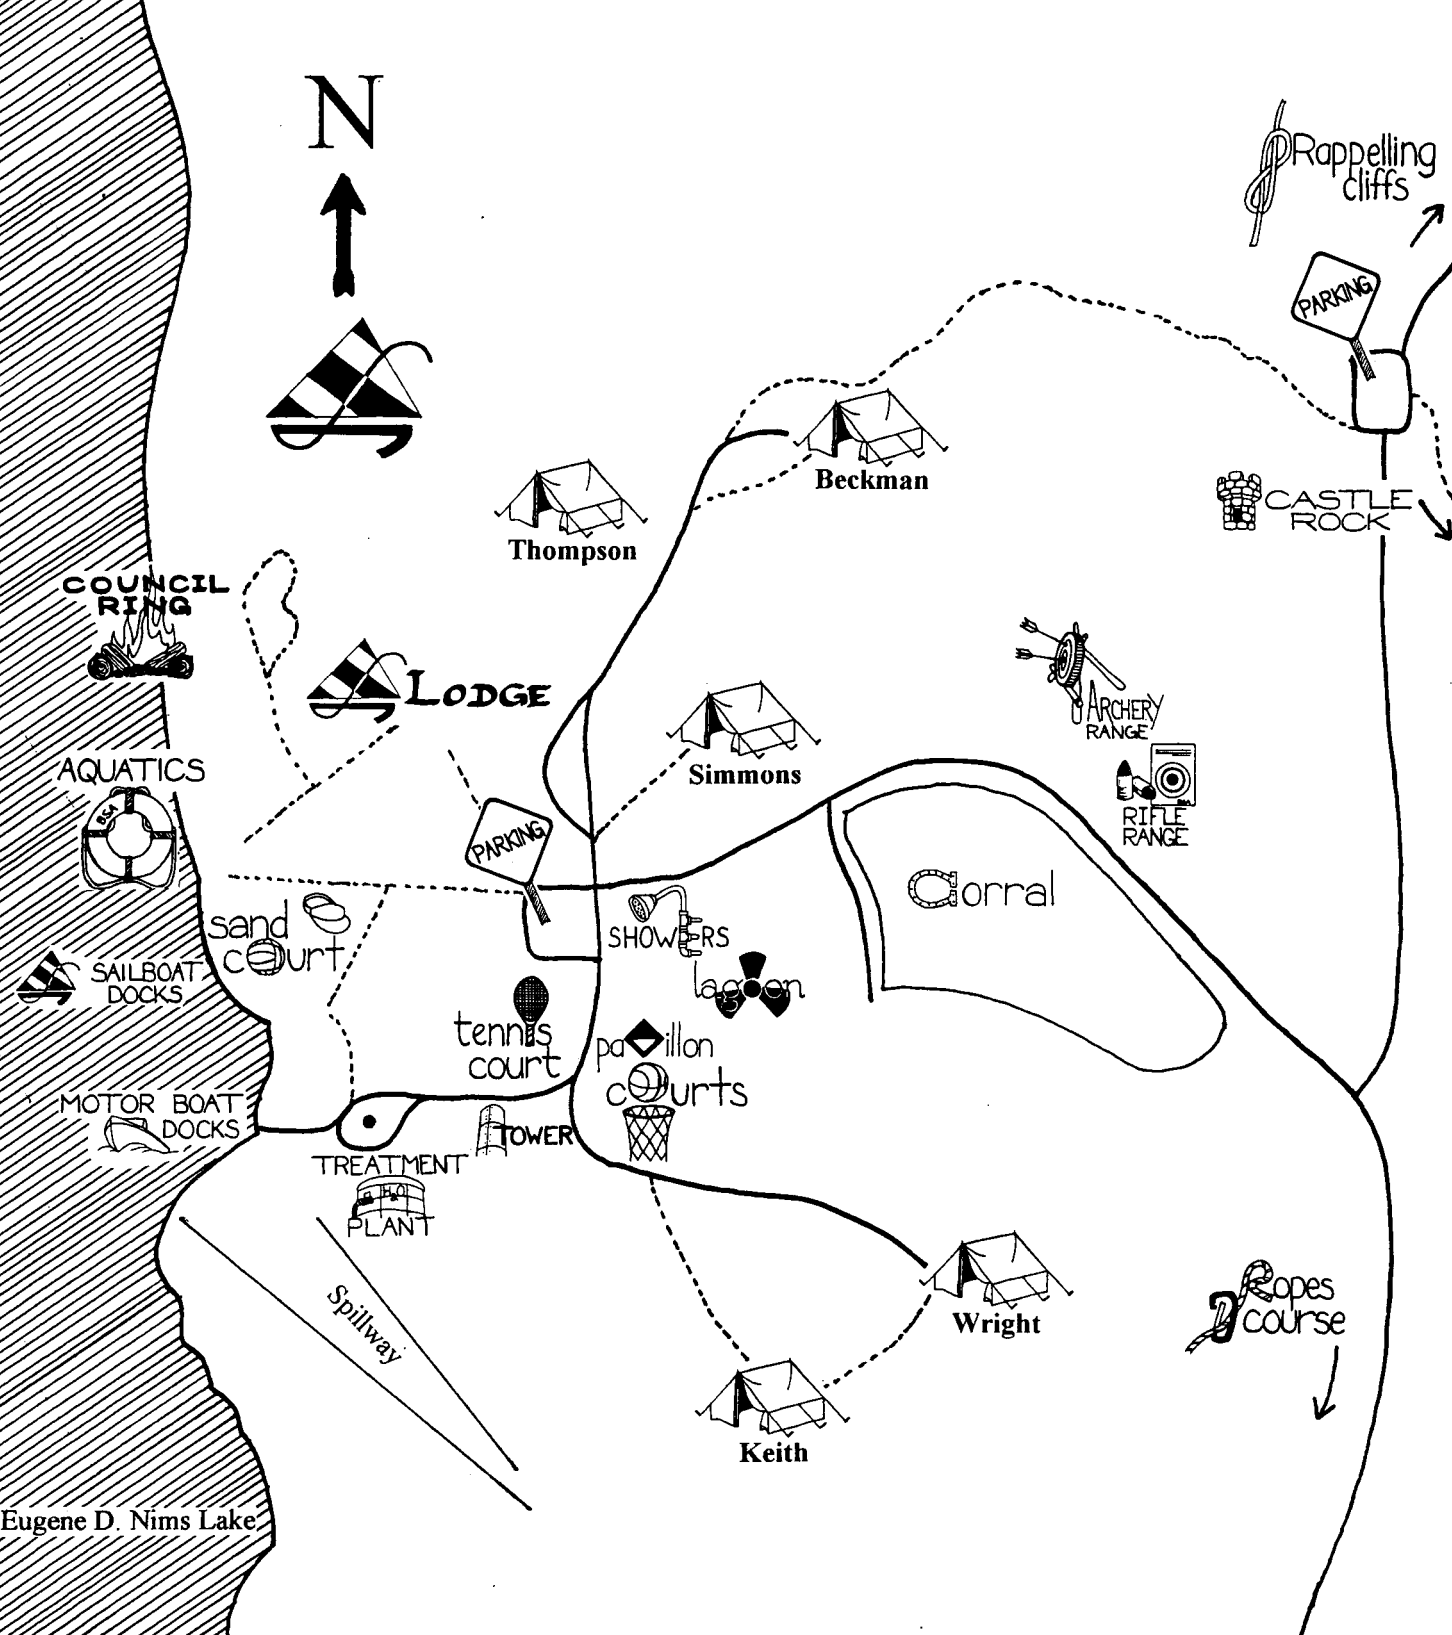 N
Rappelling
cliffs
PARKING
Beckman
CASTLE
ROCK
Thompson
COUNCIL
RING
LODGE
ARCHERY
RANGE
Simmons
AQUATICS
BSA
RIFLE
RANGE
PARKING
Corral
sand
court
SHOWERS
SAILBOAT
DOCKS
lagoon
tennis
court
pavillon
courts
MOTOR BOAT
DOCKS
TOWER
TREATMENT
H2O
PLANT
Ropes
course
Spillway
Wright
Keith
Eugene D. Nims Lake